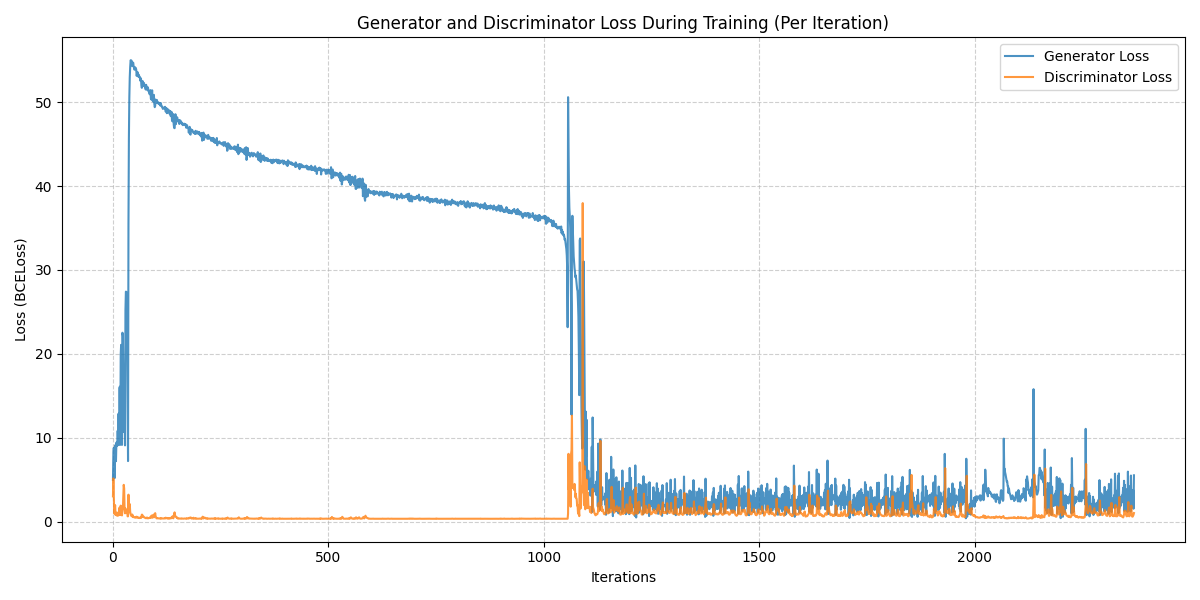 Generator and Discriminator Loss During Training (Per Iteration)
Generator Loss
Discriminator Loss
Loss (BCELoss)
50
40
30
20
10
0
0 500 1000 1500 2000
Iterations